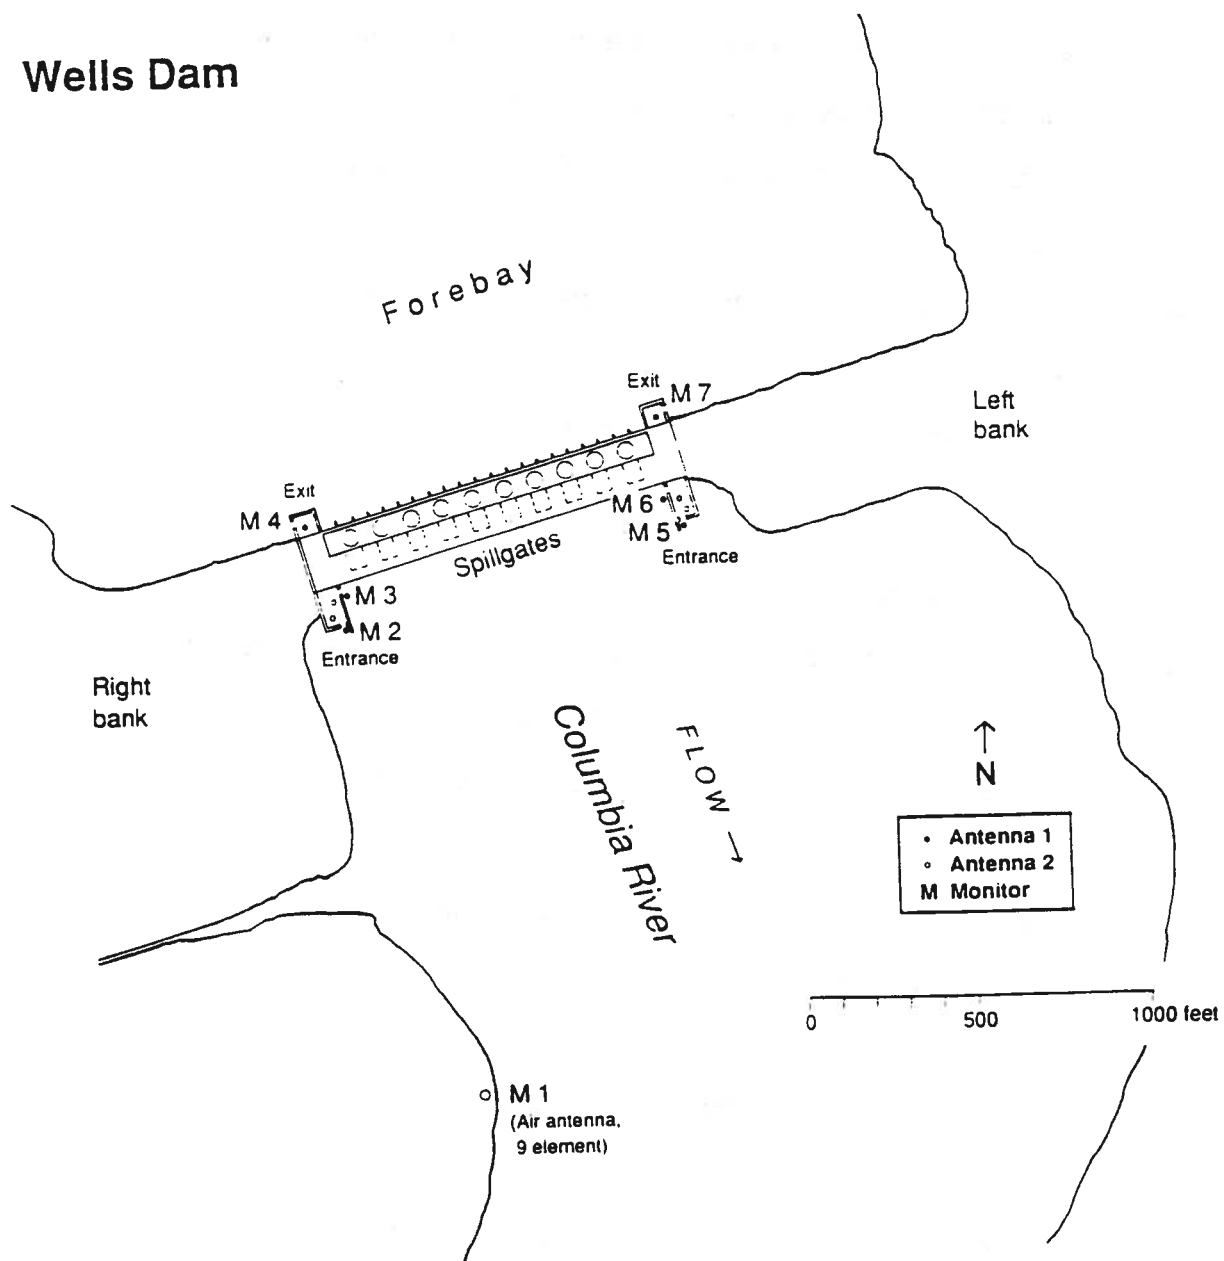 Wells Dam
Forebay
Exit
M 7
Left
bank
Exit
M 4
M 6
M 5
Spillgates
Entrance
M 3
M 2
Entrance
Right
bank
Columbia River
FLOW →
↑
N
• Antenna 1
○ Antenna 2
M Monitor
0 500 1000 feet
M 1
(Air antenna,
9 element)